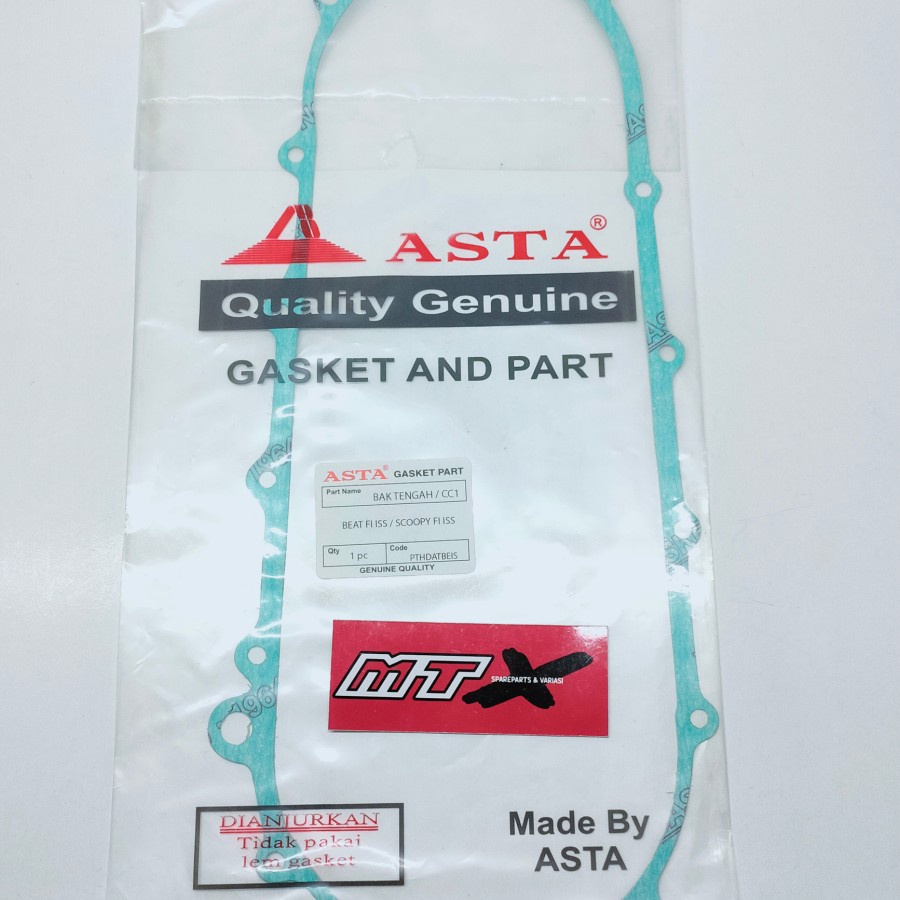 ASTA®
Quality Genuine
GASKET AND PART
ASTA® GASKET PART
Part Name BAK TENGAH / CC1
BEAT FI ISS / SCOOPY FI ISS
Qty 1 pc Code PTHDATBEIS
GENUINE QUALITY
MTX
SPAREPARTS & VARIASI
DIANJURKAN
Tidak pakai
lem gasket
Made By
ASTA